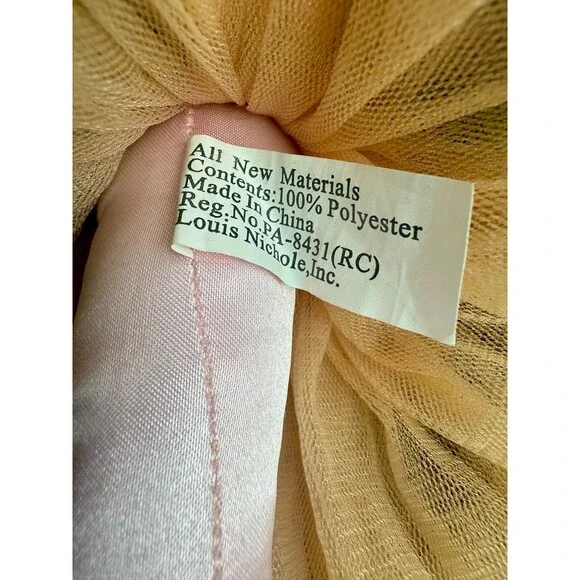 All New Materials
Contents:100% Polyester
Made In China
Reg:No.PA-8431(RC)
Louis Nichole,Inc.